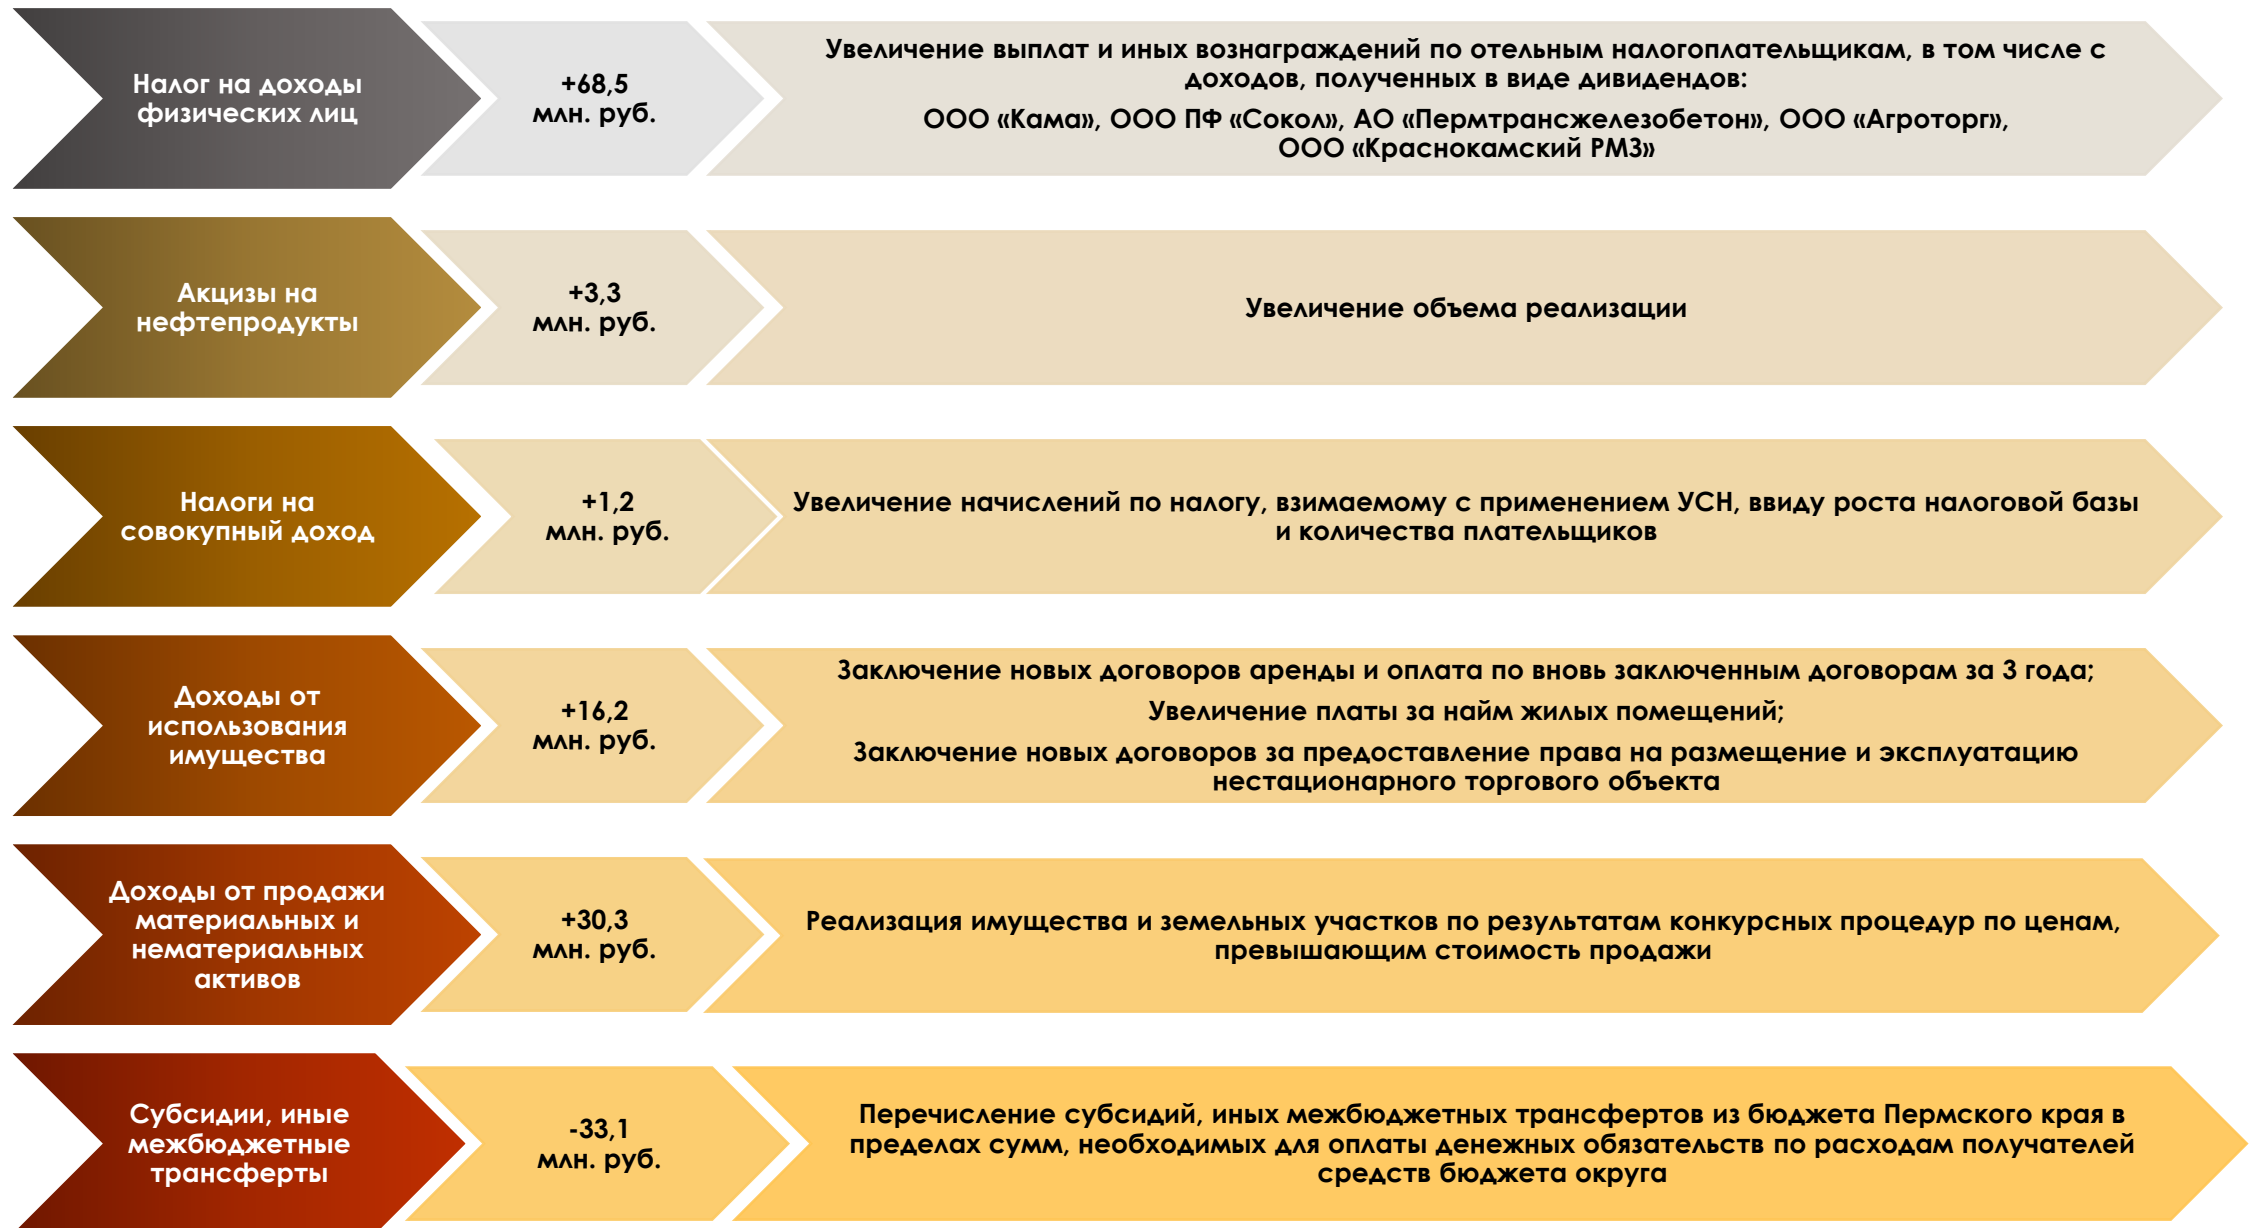 Налог на доходы
физических лиц
+68,5
млн. руб.
Увеличение выплат и иных вознаграждений по отельным налогоплательщикам, в том числе с
доходов, полученных в виде дивидендов:
ООО «Кама», ООО ПФ «Сокол», АО «Пермтрансжелезобетон», ООО «Агроторг»,
ООО «Краснокамский РМЗ»
Акцизы на
нефтепродукты
+3,3
млн. руб.
Увеличение объема реализации
Налоги на
совокупный доход
+1,2
млн. руб.
Увеличение начислений по налогу, взимаемому с применением УСН, ввиду роста налоговой базы
и количества плательщиков
Доходы от
использования
имущества
+16,2
млн. руб.
Заключение новых договоров аренды и оплата по вновь заключенным договорам за 3 года;
Увеличение платы за найм жилых помещений;
Заключение новых договоров за предоставление права на размещение и эксплуатацию
нестационарного торгового объекта
Доходы от продажи
материальных и
нематериальных
активов
+30,3
млн. руб.
Реализация имущества и земельных участков по результатам конкурсных процедур по ценам,
превышающим стоимость продажи
Субсидии, иные
межбюджетные
трансферты
-33,1
млн. руб.
Перечисление субсидий, иных межбюджетных трансфертов из бюджета Пермского края в
пределах сумм, необходимых для оплаты денежных обязательств по расходам получателей
средств бюджета округа